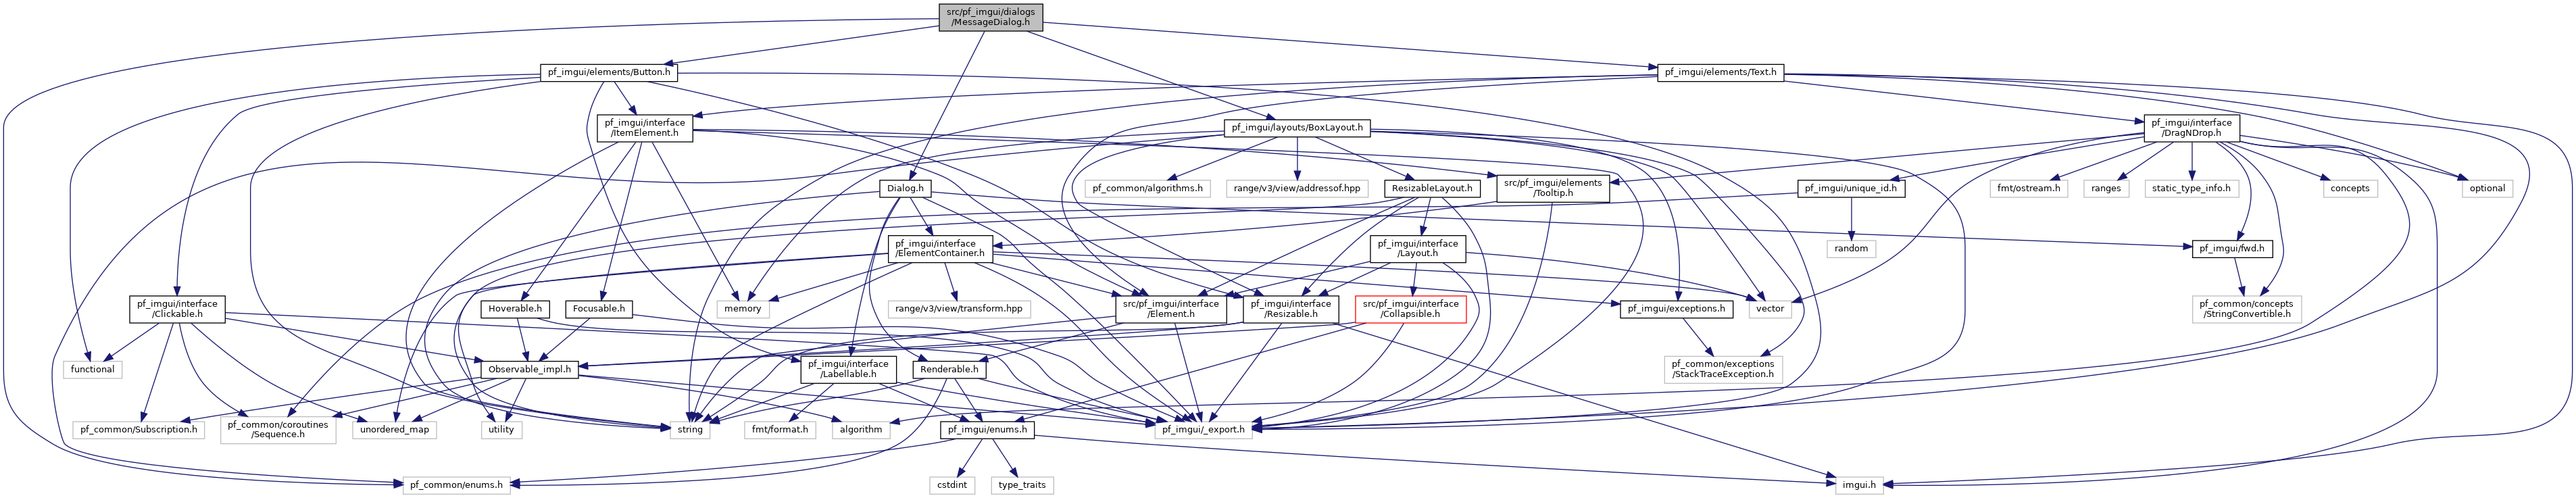 src/pf_imgui/dialogs
/MessageDialog.h
pf_imgui/elements/Button.h
pf_imgui/elements/Text.h
pf_imgui/interface
/ItemElement.h
pf_imgui/layouts/BoxLayout.h
pf_imgui/interface
/DragNDrop.h
Dialog.h
pf_common/algorithms.h
range/v3/view/addressof.hpp
ResizableLayout.h
src/pf_imgui/elements
/Tooltip.h
pf_imgui/unique_id.h
fmt/ostream.h
ranges
static_type_info.h
concepts
optional
pf_imgui/interface
/ElementContainer.h
pf_imgui/interface
/Layout.h
random
pf_imgui/fwd.h
pf_imgui/interface
/Clickable.h
Hoverable.h
Focusable.h
memory
range/v3/view/transform.hpp
src/pf_imgui/interface
/Element.h
pf_imgui/interface
/Resizable.h
src/pf_imgui/interface
/Collapsible.h
pf_imgui/exceptions.h
vector
pf_common/concepts
/StringConvertible.h
functional
Observable_impl.h
pf_imgui/interface
/Labellable.h
Renderable.h
pf_common/exceptions
/StackTraceException.h
pf_common/Subscription.h
pf_common/coroutines
/Sequence.h
unordered_map
utility
string
fmt/format.h
algorithm
pf_imgui/enums.h
pf_imgui/_export.h
pf_common/enums.h
cstdint
type_traits
imgui.h